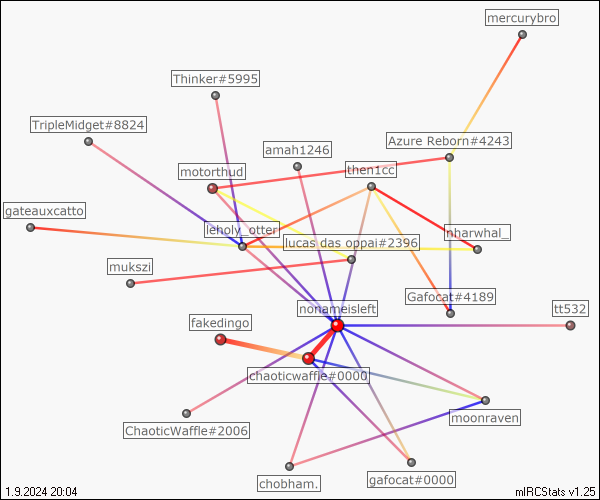 mercurybro
Thinker#5995
TripleMidget#8824
Azure Reborn#4243
amah1246
motorthud
then1cc
gateauxcatto
leholy_otter
nharwhal_
lucas das oppai#2396
mukszi
Gafocat#4189
nonameisleft
tt532
fakedingo
chaoticwaffle#0000
moonraven
ChaoticWaffle#2006
chobham.
gafocat#0000
1.9.2024 20:04
mIRCStats v1.25